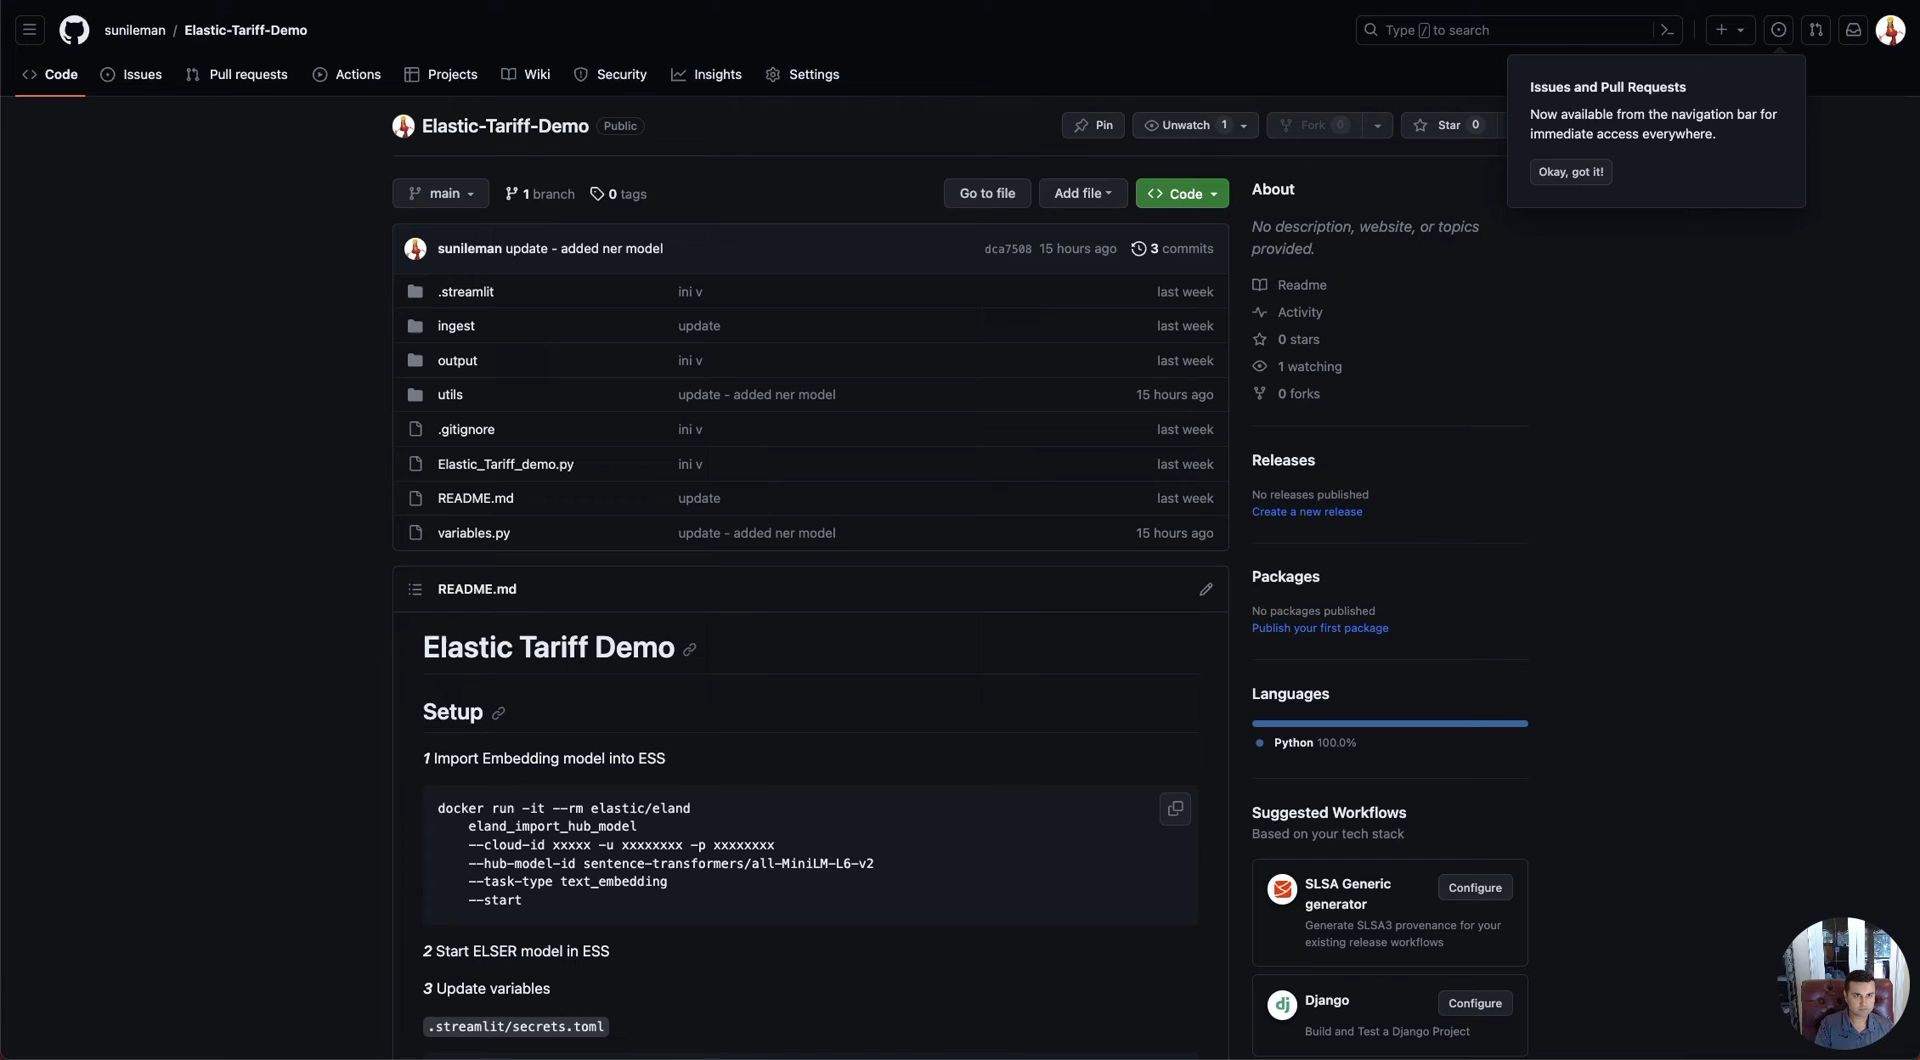 sunileman / Elastic-Tariff-Demo
Type / to search
Code
Issues
Pull requests
Actions
Projects
Wiki
Security
Insights
Settings
Issues and Pull Requests
Now available from the navigation bar for
immediate access everywhere.
Okay, got it!
Elastic-Tariff-Demo Public
Pin
Unwatch 1
Fork 0
Star 0
main
1 branch
0 tags
Go to file
Add file
Code
sunileman update - added ner model dca7508 15 hours ago 3 commits
.streamlit ini v last week
ingest update last week
output ini v last week
utils update - added ner model 15 hours ago
.gitignore ini v last week
Elastic_Tariff_demo.py ini v last week
README.md update last week
variables.py update - added ner model 15 hours ago
README.md
Elastic Tariff Demo
Setup
1 Import Embedding model into ESS
docker run -it --rm elastic/eland
eland_import_hub_model
--cloud-id xxxxx -u xxxxxxxx -p xxxxxxxx
--hub-model-id sentence-transformers/all-MiniLM-L6-v2
--task-type text_embedding
--start
2 Start ELSER model in ESS
3 Update variables
.streamlit/secrets.toml
About
No description, website, or topics
provided.
Readme
Activity
0 stars
1 watching
0 forks
Releases
No releases published
Create a new release
Packages
No packages published
Publish your first package
Languages
Python 100.0%
Suggested Workflows
Based on your tech stack
SLSA Generic
generator
Configure
Generate SLSA3 provenance for your
existing release workflows
dj
Django
Configure
Build and Test a Django Project